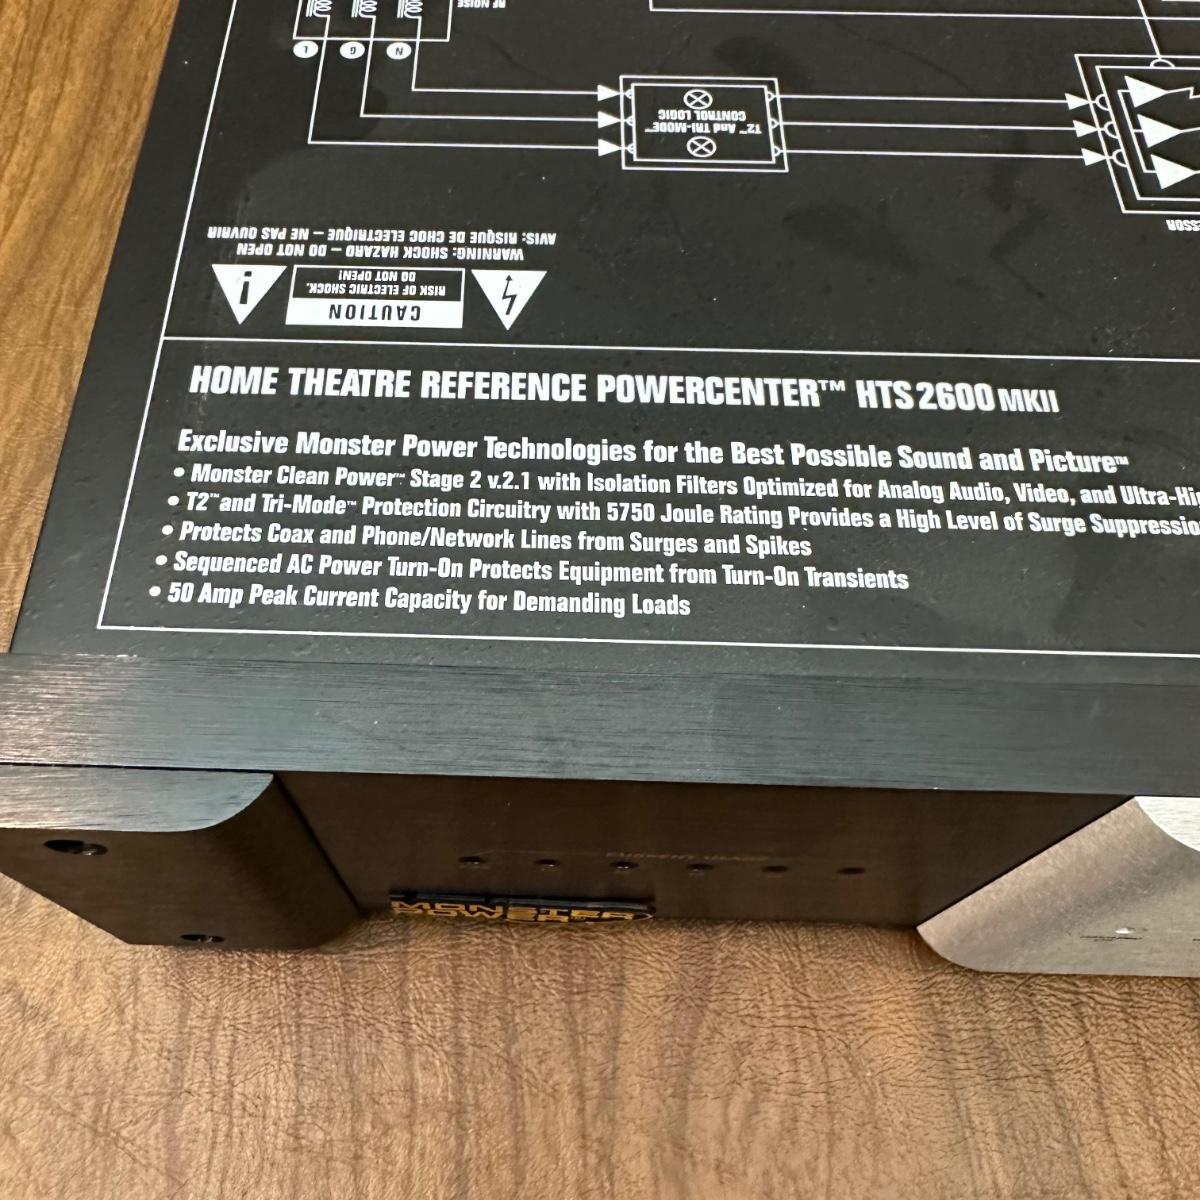 RF NOISE
L G N
T2™ And TRI-MODE™
CONTROL LOGIC
WARNING: SHOCK HAZARD – DO NOT OPEN
AVIS: RISQUE DE CHOC ELECTRIQUE – NE PAS OUVRIR
CAUTION
RISK OF ELECTRIC SHOCK.
DO NOT OPEN!
HOME THEATRE REFERENCE POWERCENTER™ HTS2600 MKII
Exclusive Monster Power Technologies for the Best Possible Sound and Picture™
• Monster Clean Power™ Stage 2 v.2.1 with Isolation Filters Optimized for Analog Audio, Video, and Ultra-Hi
• T2™ and Tri-Mode™ Protection Circuitry with 5750 Joule Rating Provides a High Level of Surge Suppressio
• Protects Coax and Phone/Network Lines from Surges and Spikes
• Sequenced AC Power Turn-On Protects Equipment from Turn-On Transients
• 50 Amp Peak Current Capacity for Demanding Loads
MONSTER
POWER